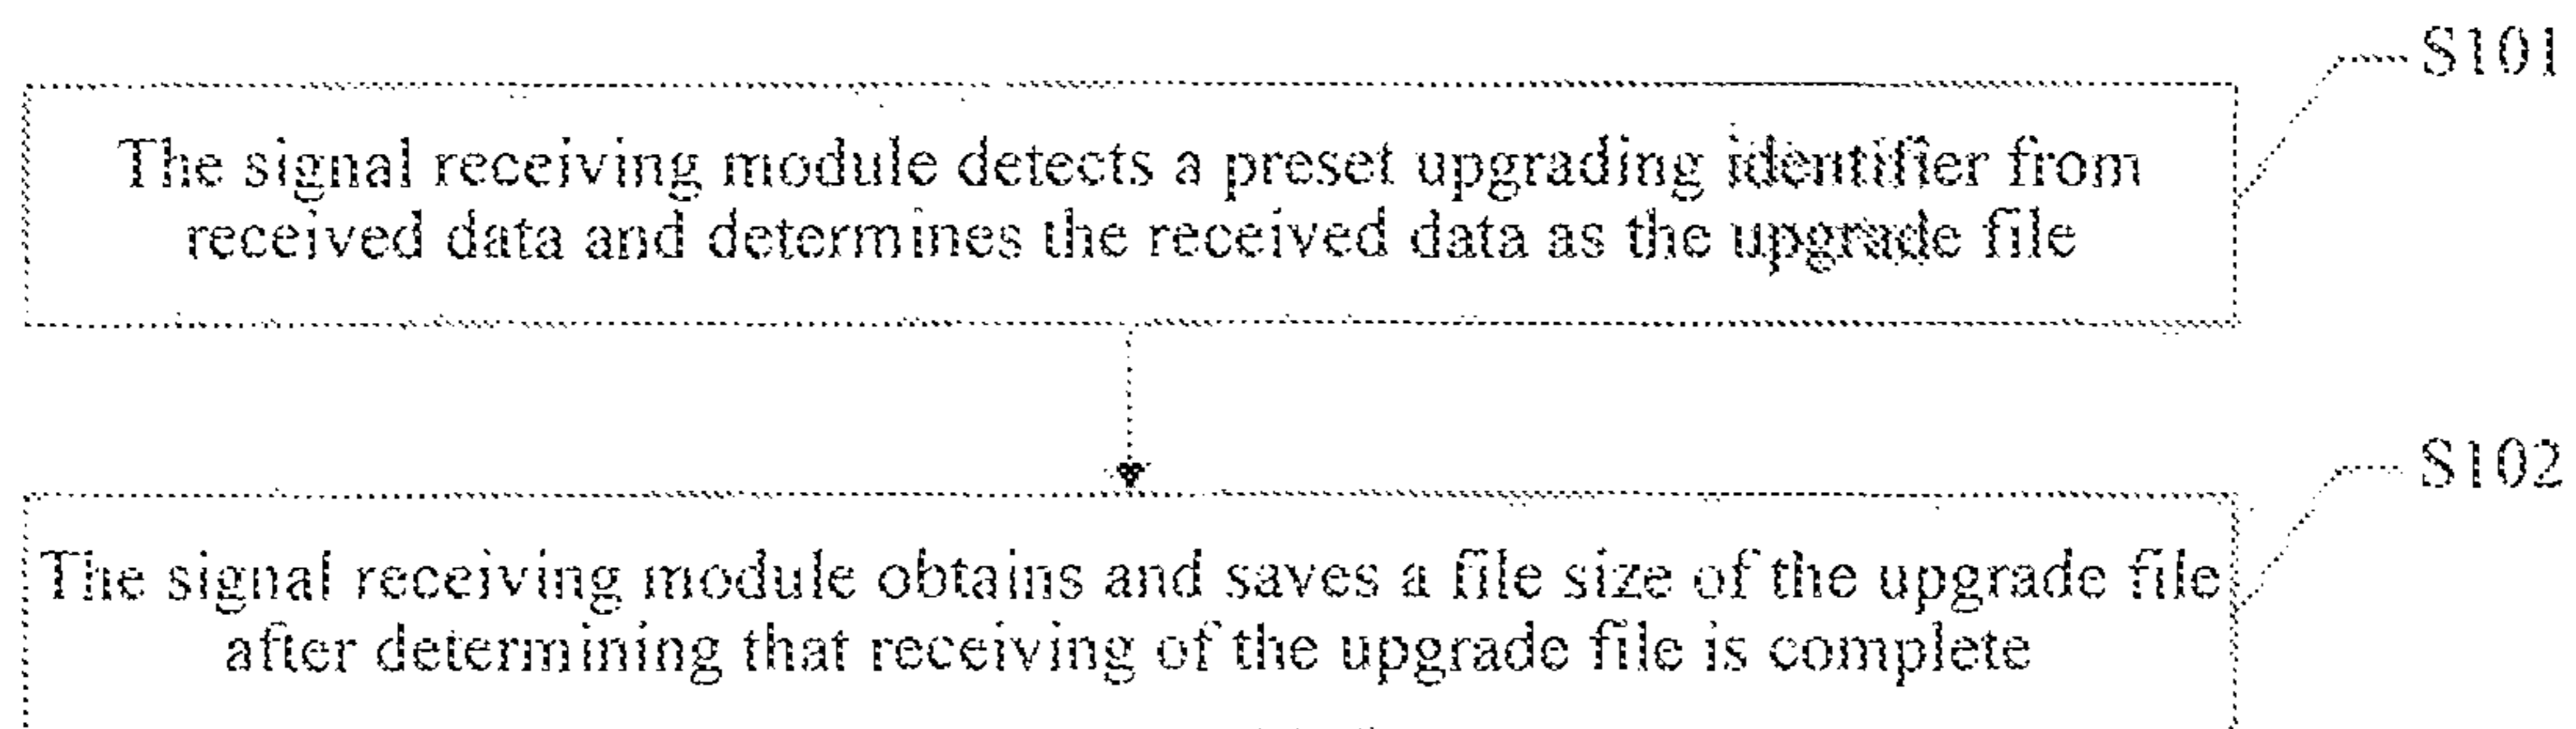 S101
The signal receiving module detects a preset upgrading identifier from
received data and determines the received data as the upgrade file
S102
The signal receiving module obtains and saves a file size of the upgrade file
after determining that receiving of the upgrade file is complete